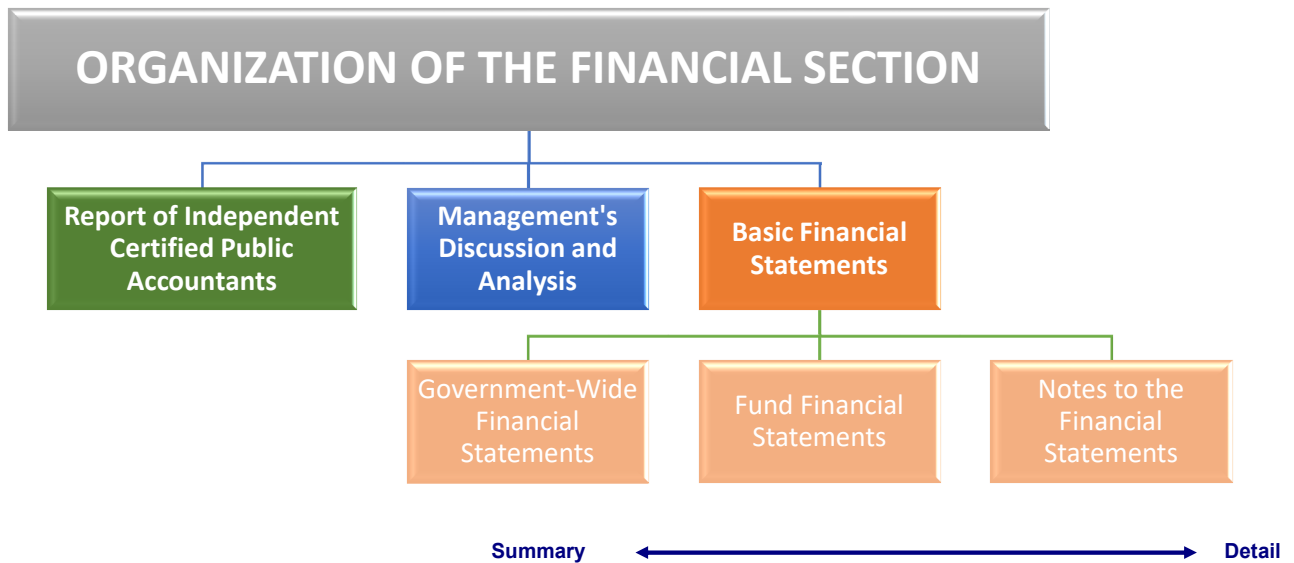 ORGANIZATION OF THE FINANCIAL SECTION
Report of Independent
Certified Public
Accountants
Management's
Discussion and
Analysis
Basic Financial
Statements
Government-Wide
Financial
Statements
Fund Financial
Statements
Notes to the
Financial
Statements
Summary
Detail